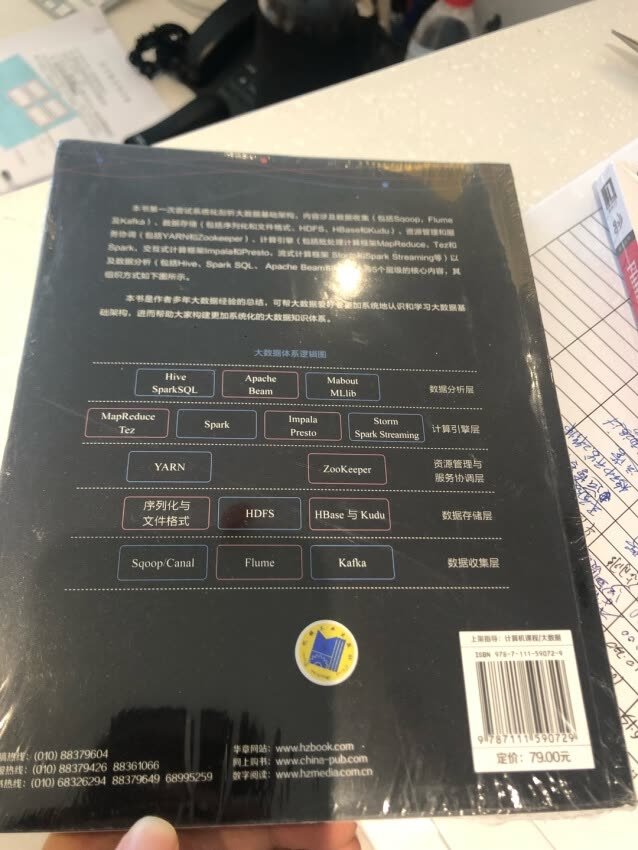 本书第一次尝试系统化剖析大数据基础架构，内容涉及数据收集（包括Sqoop、Flume
及Kafka）、数据存储（包括序列化和文件格式、HDFS、HBase和Kudu）、资源管理和服
务协调（包括YARN和Zookeeper）、计算引擎（包括批处理计算框架MapReduce、Tez和
Spark，交互式计算框架Impala和Presto，流式计算框架Storm和Spark Streaming等）以
及数据分析（包括Hive、Spark SQL、Apache Beam和 5个层级的核心内容，其
组织方式如下图所示。
本书是作者多年大数据经验的总结，可帮大数据爱好者更加系统地认识和学习大数据基
础架构，进而帮助大家构建更加系统化的大数据知识体系。
大数据体系逻辑图
Hive
SparkSQL
Apache
Beam
Mabout
MLlib
数据分析层
MapReduce
Tez
Spark
Impala
Presto
Storm
Spark Streaming
计算引擎层
YARN
ZooKeeper
资源管理与
服务协调层
序列化与
文件格式
HDFS
HBase 与 Kudu
数据存储层
Sqoop/Canal
Flume
Kafka
数据收集层
上架指导：计算机课程/大数据
ISBN 978-7-111-59072-9
9 787111 590729
定价：79.00元
热线：(010) 88379604
热线：(010) 88379426 88361066
热线：(010) 68326294 88379649 68995259
华章网站：www.hzbook.com
网上购书：www.china-pub.com
数字阅读：www.hzmedia.com.cn